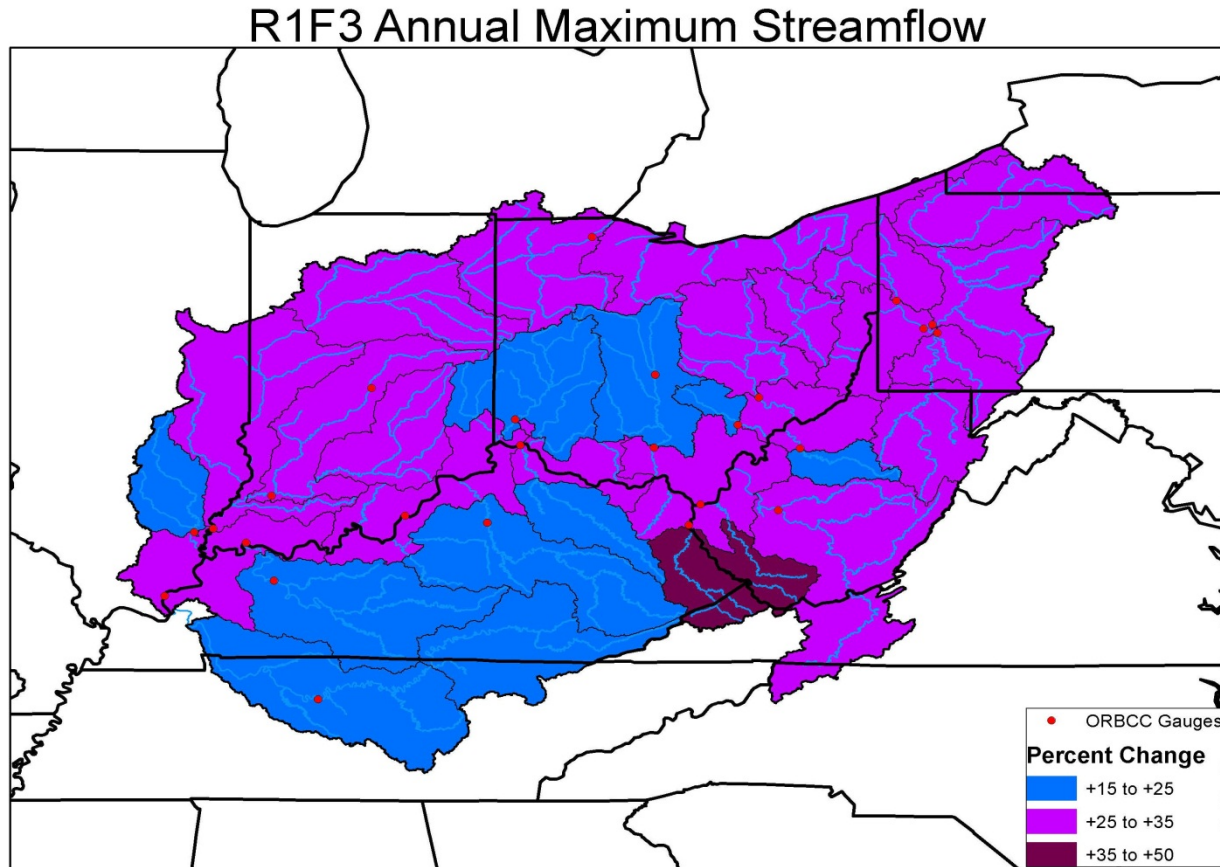 R1F3 Annual Maximum Streamflow
ORBCC Gauges
Percent Change
+15 to +25
+25 to +35
+35 to +50